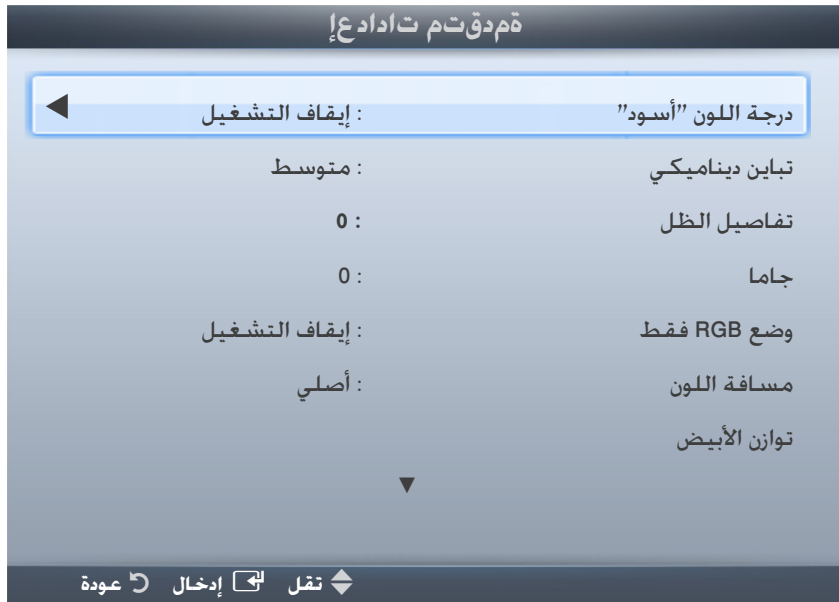 ةمدقتم تادادعإ
درجة اللون "أسود" : إيقاف التشغيل
تباين ديناميكي : متوسط
تفاصيل الظل : 0
جاما : 0
وضع RGB فقط : إيقاف التشغيل
مسافة اللون : أصلي
توازن الأبيض
تقل إدخال عودة